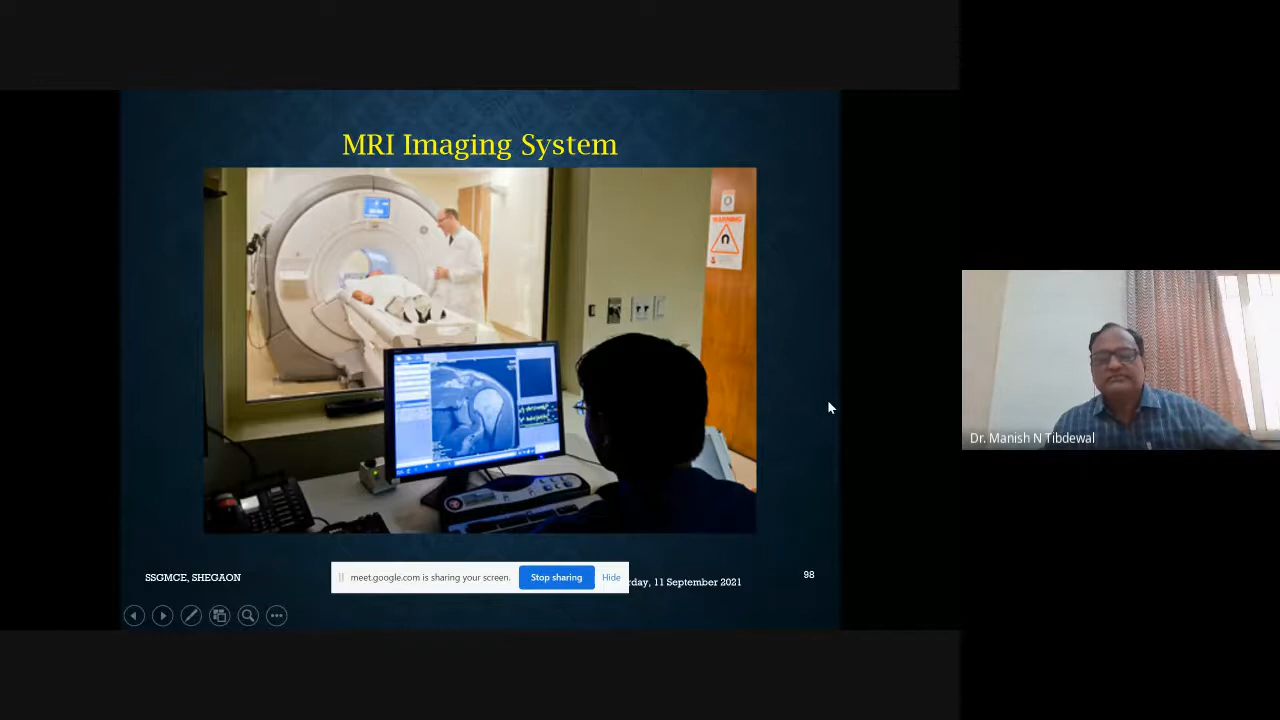 MRI Imaging System
WARNING
SSGMCE, SHEGAON
meet.google.com is sharing your screen.
Stop sharing
Hide
rday, 11 September 2021
98
Dr. Manish N Tibdewal